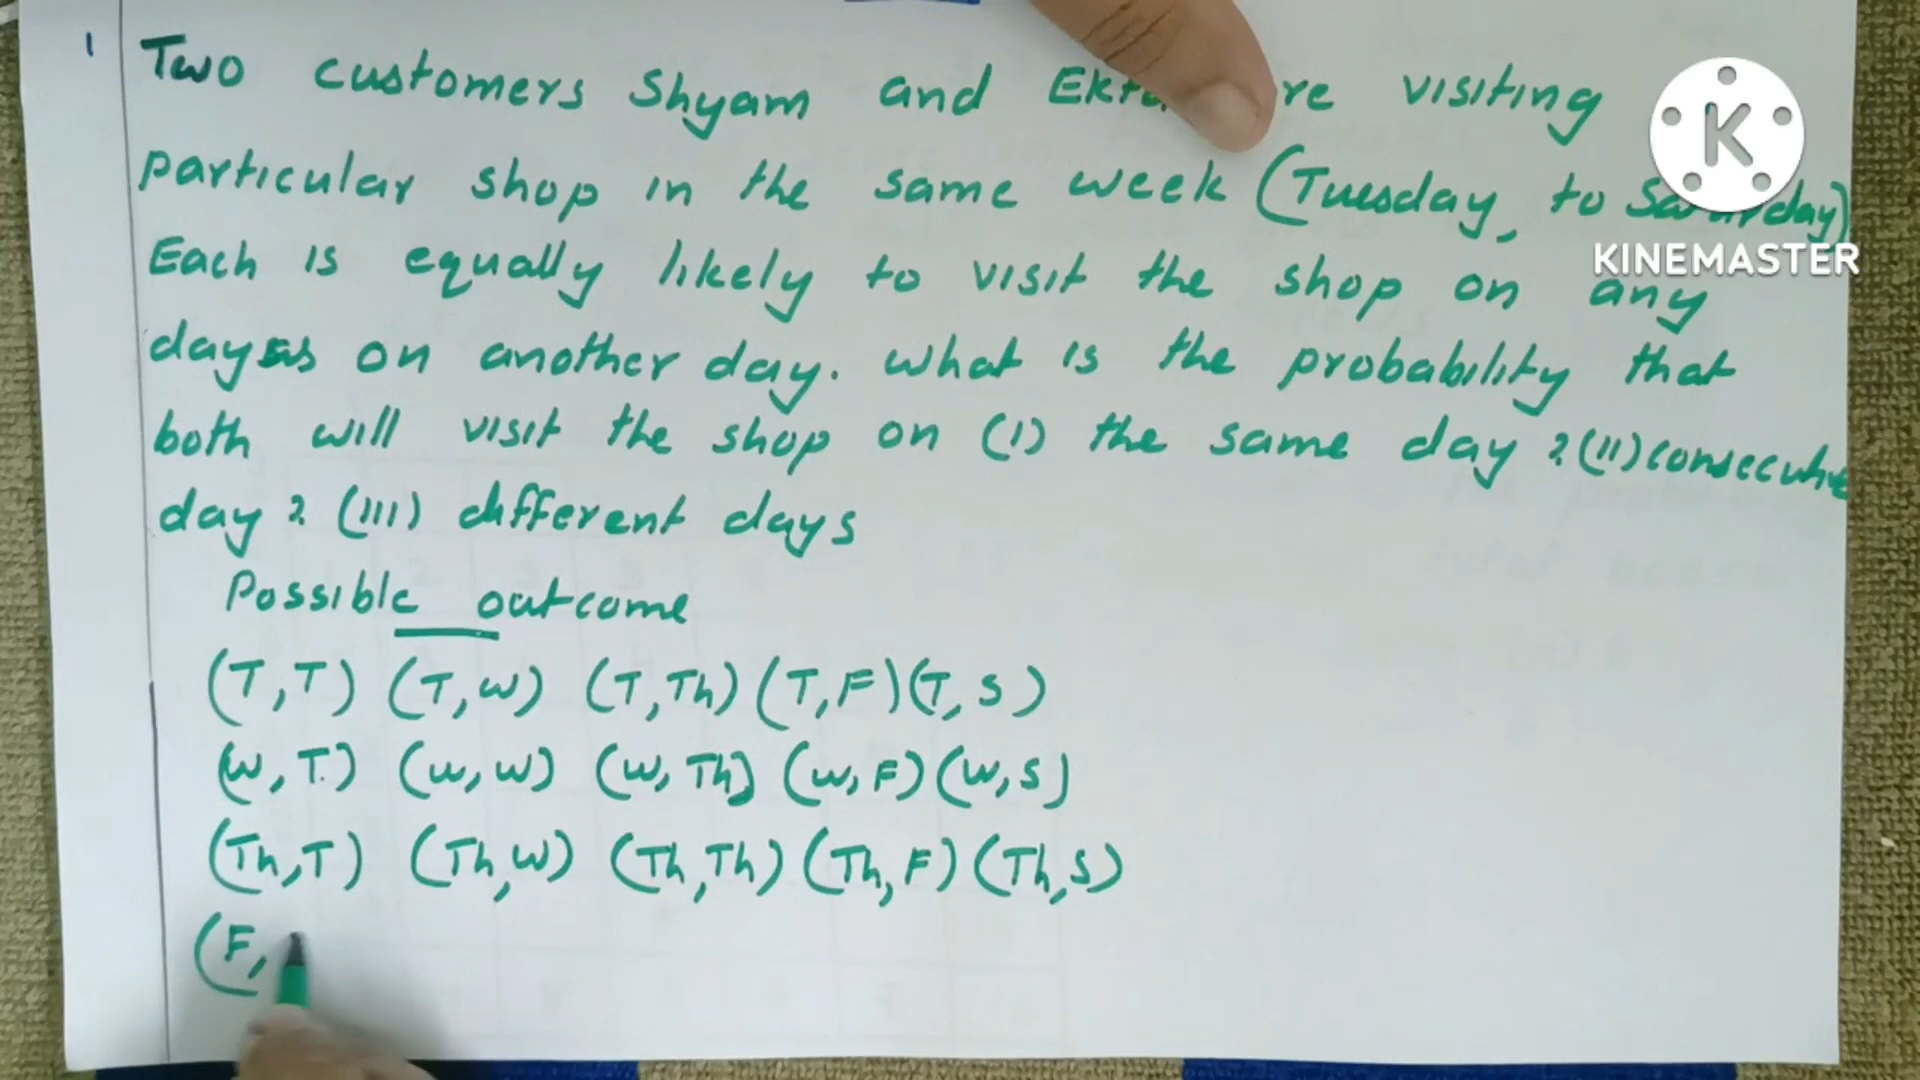 1 Two customers Shyam and re visiting
particular shop in the same week (Tuesday, to
Each is equally likely to visit the shop on any
day as on another day. What is the probability that
both will visit the shop on (I) the same day ? (II) consecutive
day ? (III) different days
Possible outcome
(T,T) (T,W) (T,Th) (T,F) (T,S)
(W,T) (W,W) (W,Th) (W,F) (W,S)
(Th,T) (Th,W) (Th,Th) (Th,F) (Th,S)
(F,
K
KINEMASTER